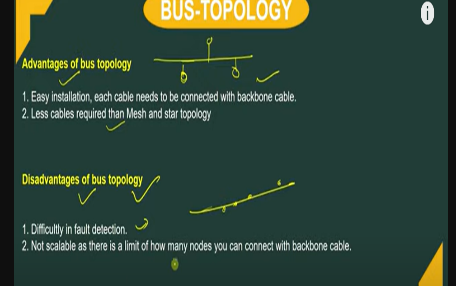 BUS-TOPOLOGY
Advantages of bus topology
1. Easy installation, each cable needs to be connected with backbone cable.
2. Less cables required than Mesh and star topology
Disadvantages of bus topology
1. Difficultly in fault detection.
2. Not scalable as there is a limit of how many nodes you can connect with backbone cable.